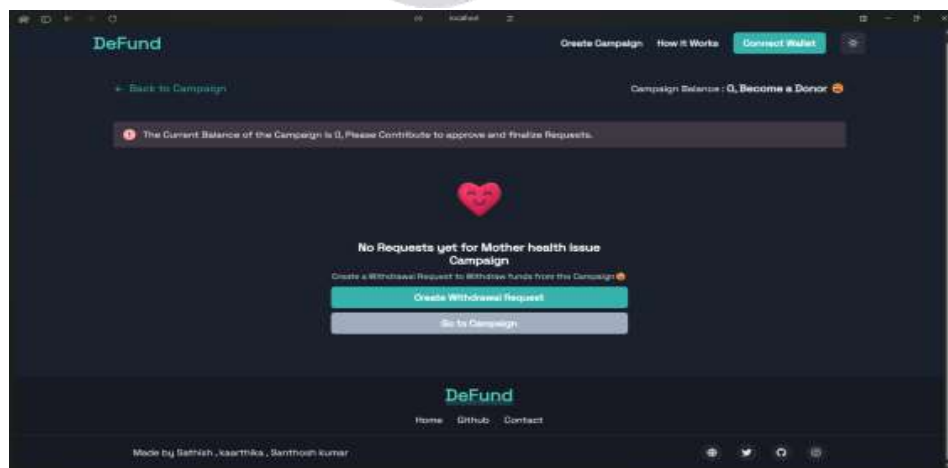 localhost
DeFund
Create Campaign How it Works Connect Wallet
← Back to Campaign
Campaign Balance : 0, Become a Donor 🤩
The Current Balance of the Campaign is 0, Please Contribute to approve and finalize Requests.
No Requests yet for Mother health issue
Campaign
Create a Withdrawal Request to Withdraw funds from the Campaign😄
Create Withdrawal Request
Go to Campaign
DeFund
Home Github Contact
Made by Sathish , kaarthika , Santhosh kumar